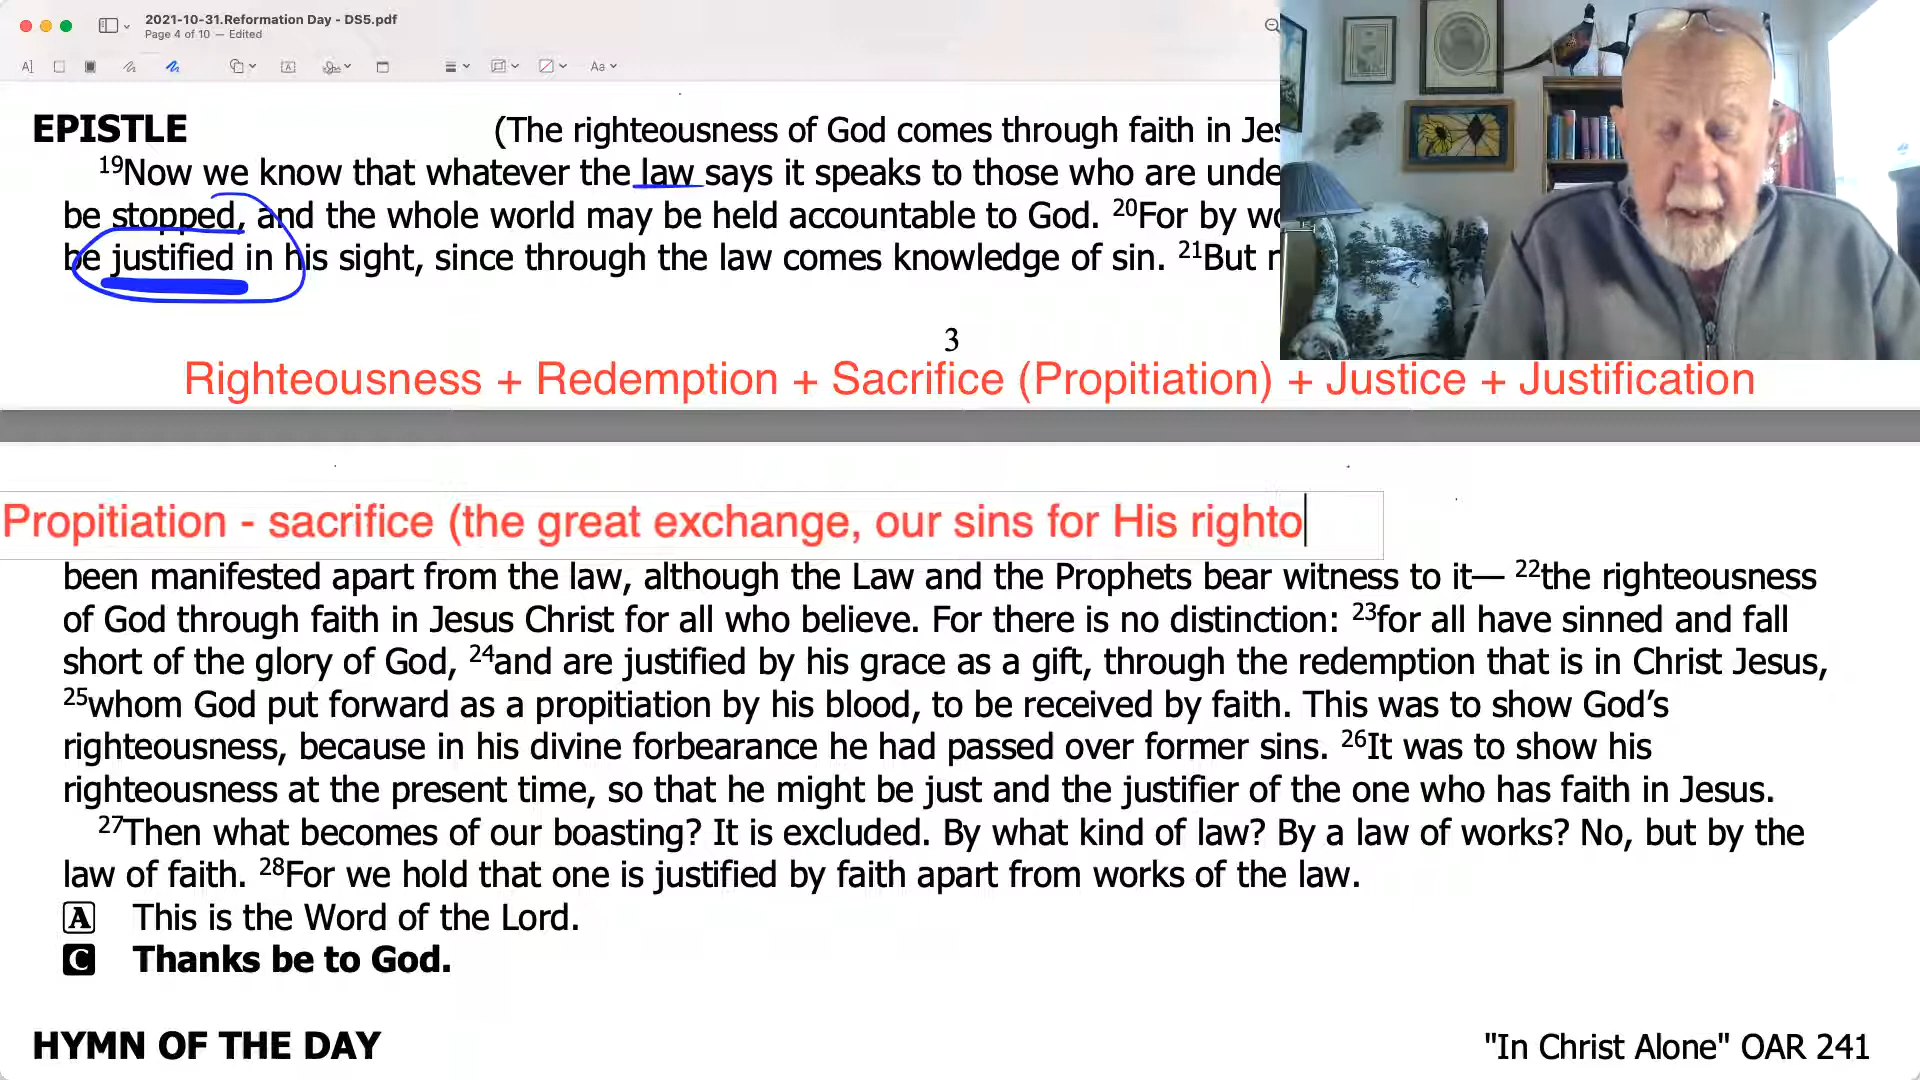 2021-10-31.Reformation Day - DS5.pdf
Page 4 of 10 — Edited
EPISTLE (The righteousness of God comes through faith in Jes
19Now we know that whatever the law says it speaks to those who are unde
be stopped, and the whole world may be held accountable to God. 20For by wo
be justified in his sight, since through the law comes knowledge of sin. 21But
3
Righteousness + Redemption + Sacrifice (Propitiation) + Justice + Justification
Propitiation - sacrifice (the great exchange, our sins for His righto
been manifested apart from the law, although the Law and the Prophets bear witness to it— 22the righteousness
of God through faith in Jesus Christ for all who believe. For there is no distinction: 23for all have sinned and fall
short of the glory of God, 24and are justified by his grace as a gift, through the redemption that is in Christ Jesus,
25whom God put forward as a propitiation by his blood, to be received by faith. This was to show God’s
righteousness, because in his divine forbearance he had passed over former sins. 26It was to show his
righteousness at the present time, so that he might be just and the justifier of the one who has faith in Jesus.
27Then what becomes of our boasting? It is excluded. By what kind of law? By a law of works? No, but by the
law of faith. 28For we hold that one is justified by faith apart from works of the law.
A This is the Word of the Lord.
C Thanks be to God.
HYMN OF THE DAY "In Christ Alone" OAR 241